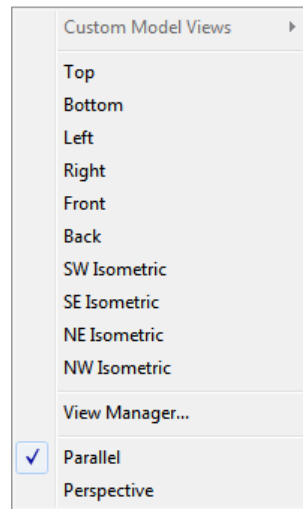 Custom Model Views
Top
Bottom
Left
Right
Front
Back
SW Isometric
SE Isometric
NE Isometric
NW Isometric
View Manager...
Parallel
Perspective